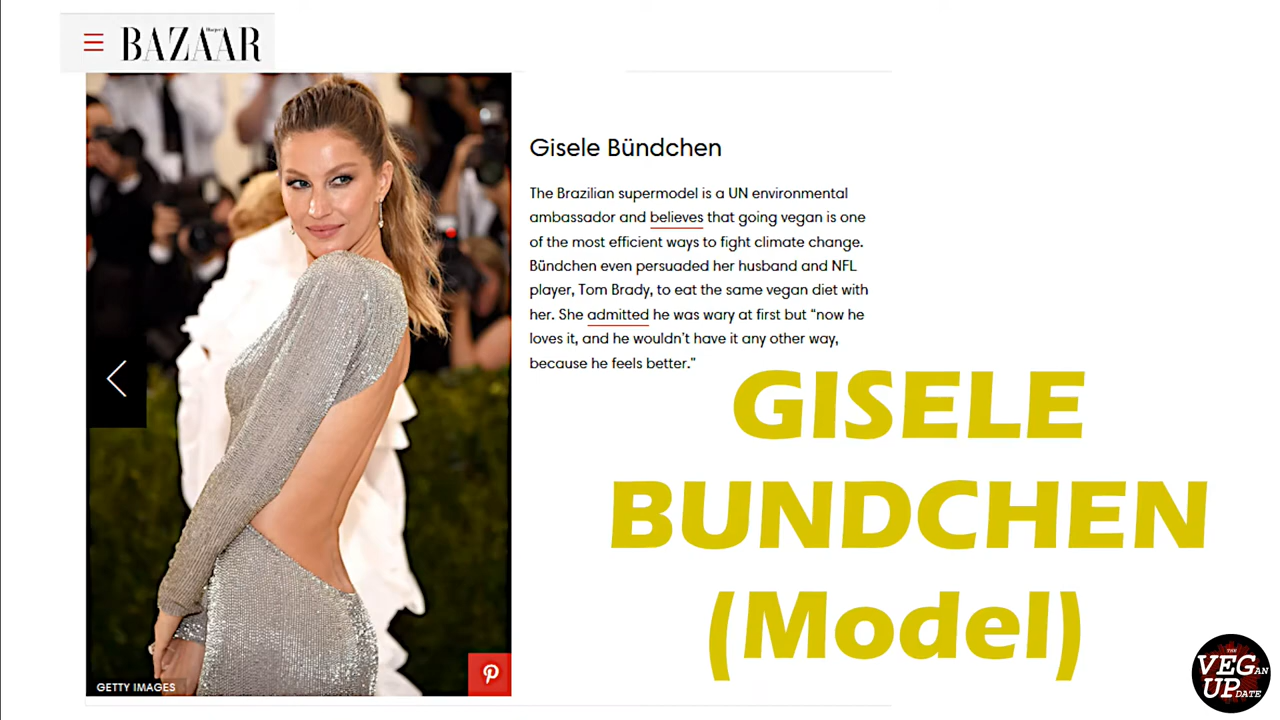 Harper's
BAZAAR
Gisele Bündchen
The Brazilian supermodel is a UN environmental
ambassador and believes that going vegan is one
of the most efficient ways to fight climate change.
Bündchen even persuaded her husband and NFL
player, Tom Brady, to eat the same vegan diet with
her. She admitted he was wary at first but “now he
loves it, and he wouldn’t have it any other way,
because he feels better.”
GISELE
BUNDCHEN
(Model)
GETTY IMAGES
THE
VEGAN
UPDATE